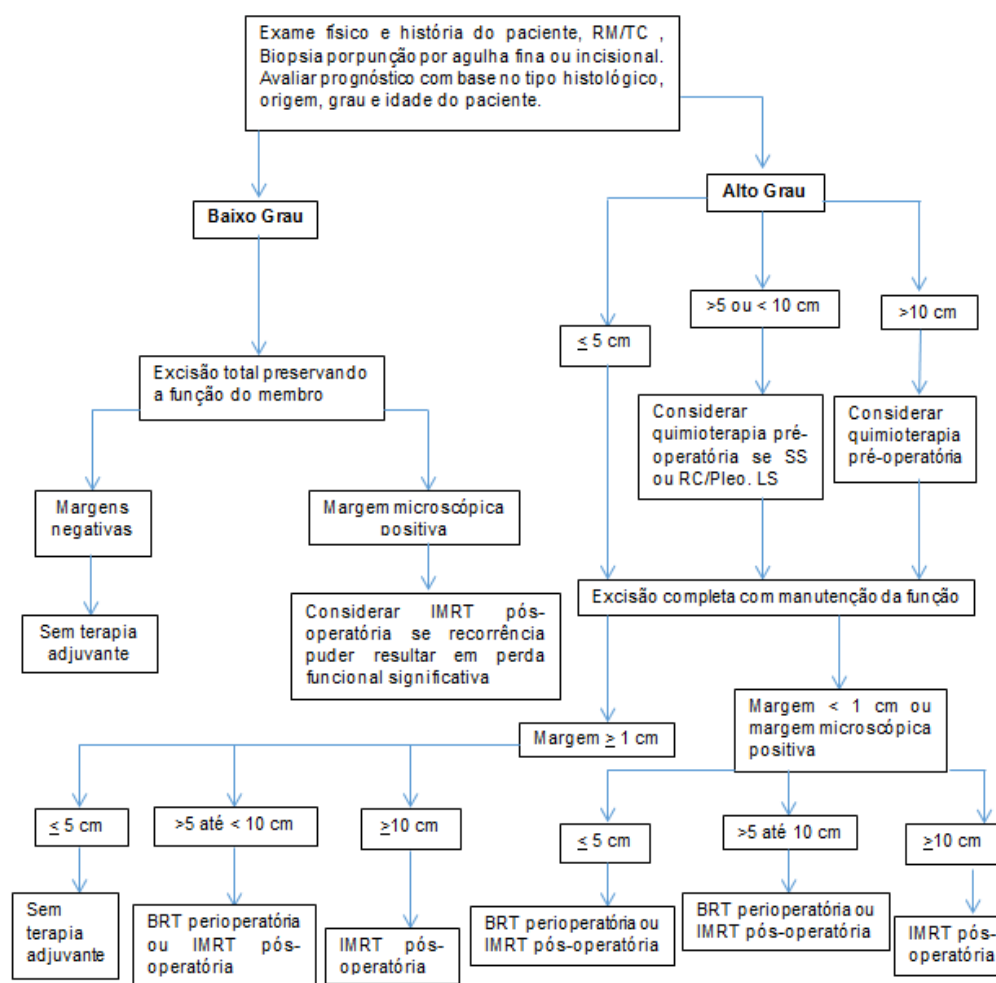 Exame físico e história do paciente, RM/TC ,
Biopsia porpunção por agulha fina ou incisional.
Avaliar prognóstico com base no tipo histológico,
origem, grau e idade do paciente.
Baixo Grau
Alto Grau
≤ 5 cm
>5 ou < 10 cm
>10 cm
Excisão total preservando
a função do membro
Considerar
quimioterapia pré-
operatória se SS
ou RC/Pleo. LS
Considerar
quimioterapia
pré-operatória
Margens
negativas
Margem microscópica
positiva
Excisão completa com manutenção da função
Sem terapia
adjuvante
Considerar IMRT pós-
operatória se recorrência
puder resultar em perda
funcional significativa
Margem ≥ 1 cm
Margem < 1 cm ou
margem microscópica
positiva
≤ 5 cm
>5 até < 10 cm
≥10 cm
≤ 5 cm
>5 até 10 cm
≥10 cm
Sem
terapia
adjuvante
BRT perioperatória
ou IMRT pós-
operatória
IMRT pós-
operatória
BRT perioperatória ou
IMRT pós-operatória
BRT perioperatória ou
IMRT pós-operatória
IMRT pós-
operatória